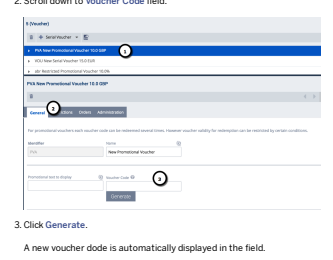 2. Scroll down to Voucher Code field.
5 (Voucher)
Serial Voucher
PVA New Promotional Voucher 10.0 GBP
1
VOU New Serial Voucher 10.0 EUR
abr Restricted Promotional Voucher 10.0%
PVA New Promotional Voucher 10.0 GBP
2
General Orders Administration
For promotional vouchers each voucher code could be redeemed several times. However voucher validity for redemption can be restricted by certain conditions.
Identifier Name
PVA New Promotional Voucher
Promotional text to display Voucher Code
3
Generate
3. Click Generate.
A new voucher dode is automatically displayed in the field.